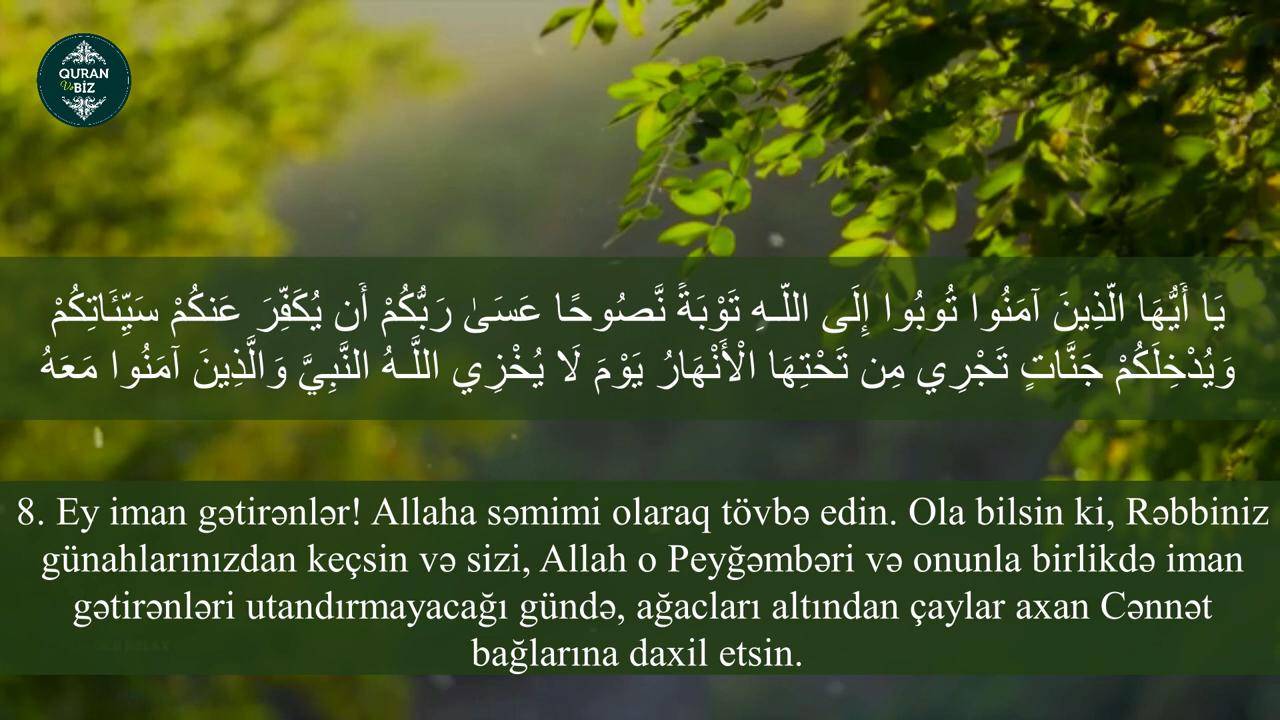 QURAN
Və BİZ
يَا أَيُّهَا الَّذِينَ آمَنُوا تُوبُوا إِلَى اللَّـهِ تَوْبَةً نَّصُوحًا عَسَىٰ رَبُّكُمْ أَن يُكَفِّرَ عَنكُمْ سَيِّئَاتِكُمْ
وَيُدْخِلَكُمْ جَنَّاتٍ تَجْرِي مِن تَحْتِهَا الْأَنْهَارُ يَوْمَ لَا يُخْزِي اللَّـهُ النَّبِيَّ وَالَّذِينَ آمَنُوا مَعَهُ
8. Ey iman gətirənlər! Allaha səmimi olaraq tövbə edin. Ola bilsin ki, Rəbbiniz
günahlarınızdan keçsin və sizi, Allah o Peyğəmbəri və onunla birlikdə iman
gətirənləri utandırmayacağı gündə, ağacları altından çaylar axan Cənnət
bağlarına daxil etsin.